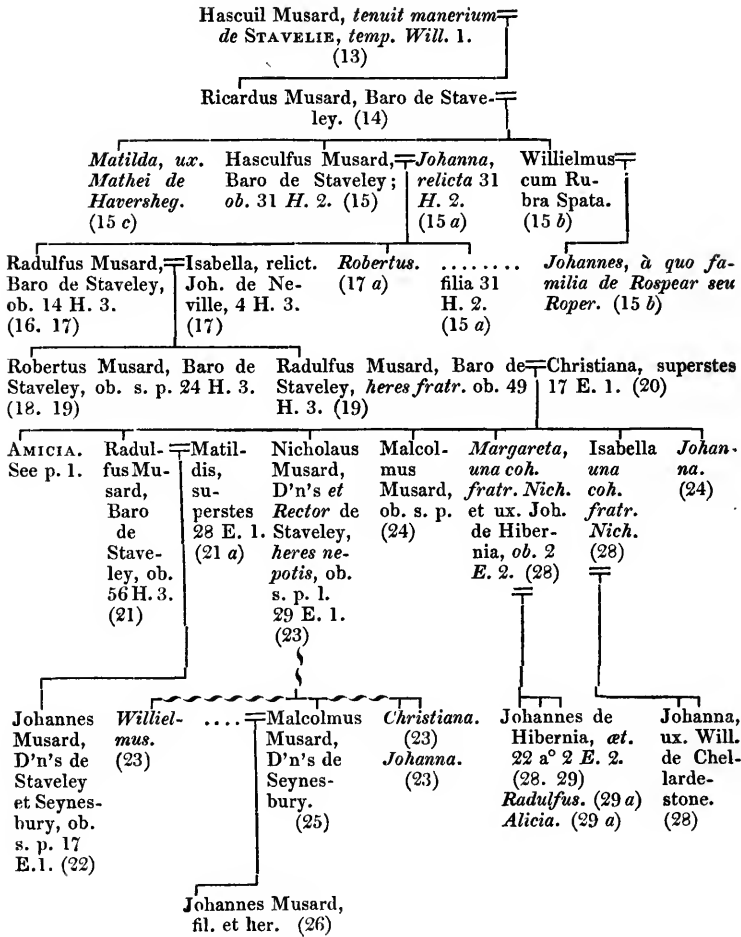 Hascuil Musard, tenuit manerium
de STAVELIE, temp. Will. 1.
(13)
Ricardus Musard, Baro de Stave-
ley. (14)
Matilda, ux.
Mathei de
Haversheg.
(15 c)
Hasculfus Musard,
Baro de Staveley;
ob. 31 H. 2. (15)
Johanna,
relicta 31
H. 2.
(15 a)
Willielmus
cum Ru-
bra Spata.
(15 b)
Radulfus Musard,
Baro de Staveley,
ob. 14 H. 3.
(16. 17)
Isabella, relict.
Joh. de Ne-
ville, 4 H. 3.
(17)
Robertus.
(17 a)
........
filia 31
H. 2.
(15 a)
Johannes, à quo fa-
milia de Rospear seu
Roper. (15 b)
Robertus Musard, Baro de
Staveley, ob. s. p. 24 H. 3.
(18. 19)
Radulfus Musard, Baro de
Staveley, heres fratr. ob. 49
H. 3. (19)
Christiana, superstes
17 E. 1. (20)
AMICIA.
See p. 1.
Radul-
fus Mu-
sard,
Baro
de
Stave-
ley, ob.
56 H. 3.
(21)
Matil-
dis,
su-
perstes
28 E. 1.
(21 a)
Nicholaus
Musard,
D'n's et
Rector de
Staveley,
heres ne-
potis, ob.
s. p. l.
29 E. 1.
(23)
Malcol-
mus
Musard,
ob. s. p.
(24)
Margareta,
una coh.
fratr. Nich.
et ux. Joh.
de Hiber-
nia, ob. 2
E. 2. (28)
Isabella
una
coh.
fratr.
Nich.
(28)
Johan-
na.
(24)
Johannes
Musard,
D'n's de
Staveley
et Seynes-
bury, ob.
s. p. 17
E.1. (22)
Williel-
mus.
(23)
....
Malcolmus
Musard,
D'n's de
Seynes-
bury.
(25)
Christiana.
(23)
Johanna.
(23)
Johannes de
Hibernia, æt.
22 aº 2 E. 2.
(28. 29)
Radulfus. (29 a)
Alicia. (29 a)
Johanna,
ux. Will.
de Chel-
larde-
stone.
(28)
Johannes Musard,
fil. et her. (26)